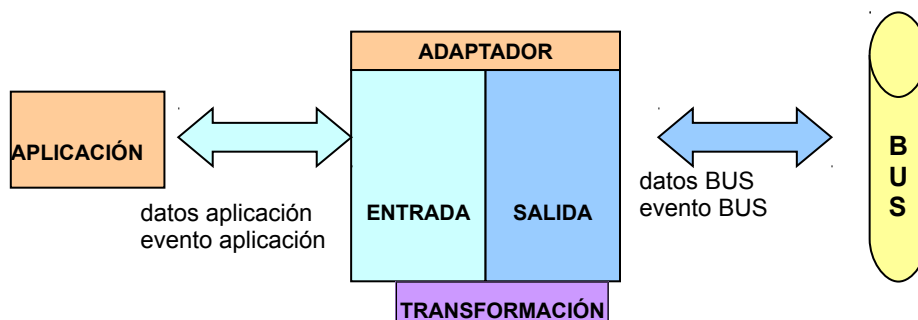 ADAPTADOR
APLICACIÓN
datos aplicación
evento aplicación
ENTRADA
SALIDA
datos BUS
evento BUS
B
U
S
TRANSFORMACIÓN